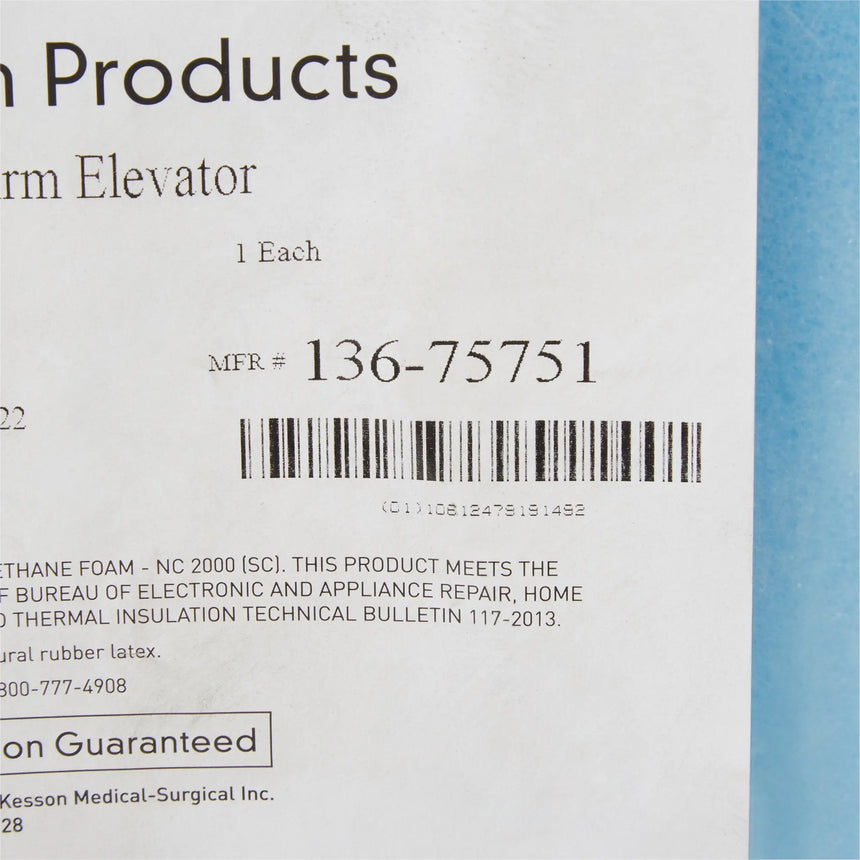 n Products
rm Elevator
1 Each
MFR # 136-75751
22
(01)10612479191492
ETHANE FOAM - NC 2000 (SC). THIS PRODUCT MEETS THE
F BUREAU OF ELECTRONIC AND APPLIANCE REPAIR, HOME
D THERMAL INSULATION TECHNICAL BULLETIN 117-2013.
ural rubber latex.
800-777-4908
on Guaranteed
Kesson Medical-Surgical Inc.
28